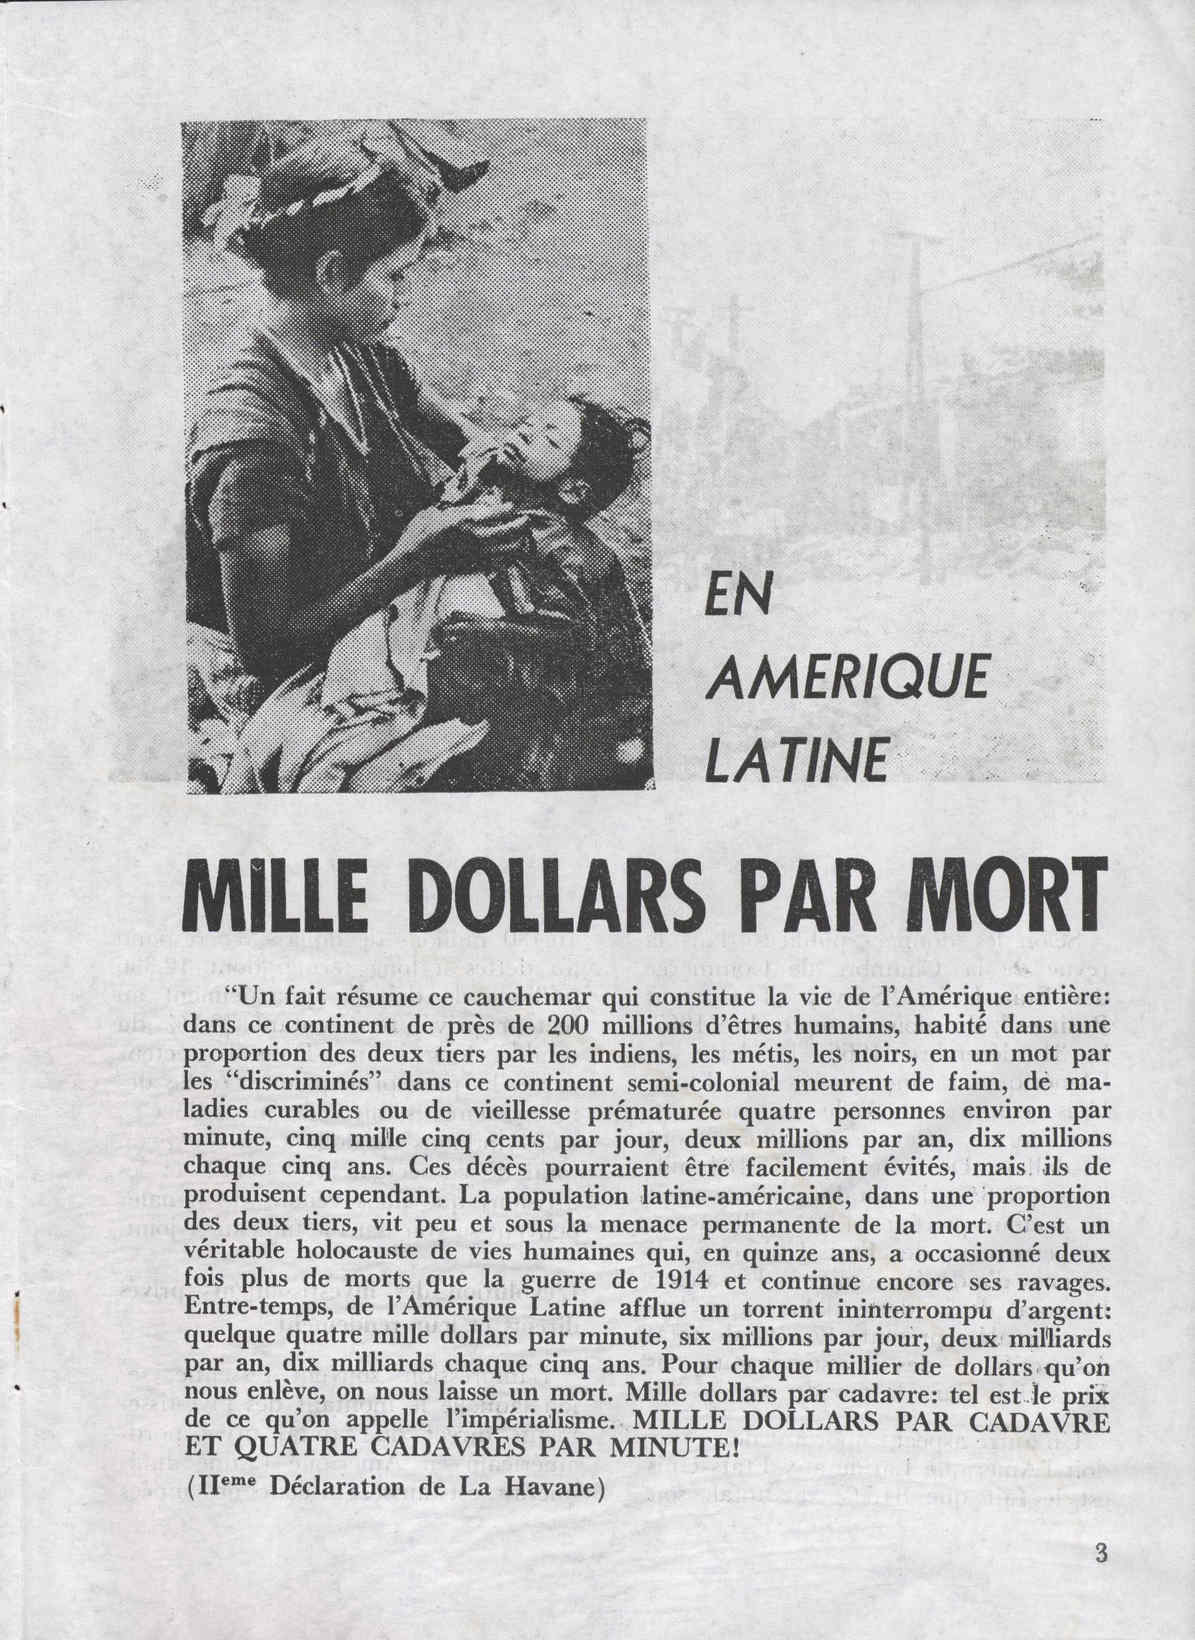 EN
AMERIQUE
LATINE
MILLE DOLLARS PAR MORT
“Un fait résume ce cauchemar qui constitue la vie de l’Amérique entière:
dans ce continent de près de 200 millions d’êtres humains, habité dans une
proportion des deux tiers par les indiens, les métis, les noirs, en un mot par
les “discriminés” dans ce continent semi-colonial meurent de faim, de ma-
ladies curables ou de vieillesse prématurée quatre personnes environ par
minute, cinq mille cinq cents par jour, deux millions par an, dix millions
chaque cinq ans. Ces décès pourraient être facilement évités, mais ils de
produisent cependant. La population latine-américaine, dans une proportion
des deux tiers, vit peu et sous la menace permanente de la mort. C’est un
véritable holocauste de vies humaines qui, en quinze ans, a occasionné deux
fois plus de morts que la guerre de 1914 et continue encore ses ravages.
Entre-temps, de l’Amérique Latine afflue un torrent ininterrompu d’argent:
quelque quatre mille dollars par minute, six millions par jour, deux milliards
par an, dix milliards chaque cinq ans. Pour chaque millier de dollars qu’on
nous enlève, on nous laisse un mort. Mille dollars par cadavre: tel est le prix
de ce qu’on appelle l’impérialisme. MILLE DOLLARS PAR CADAVRE
ET QUATRE CADAVRES PAR MINUTE!
(IIeme Déclaration de La Havane)
3